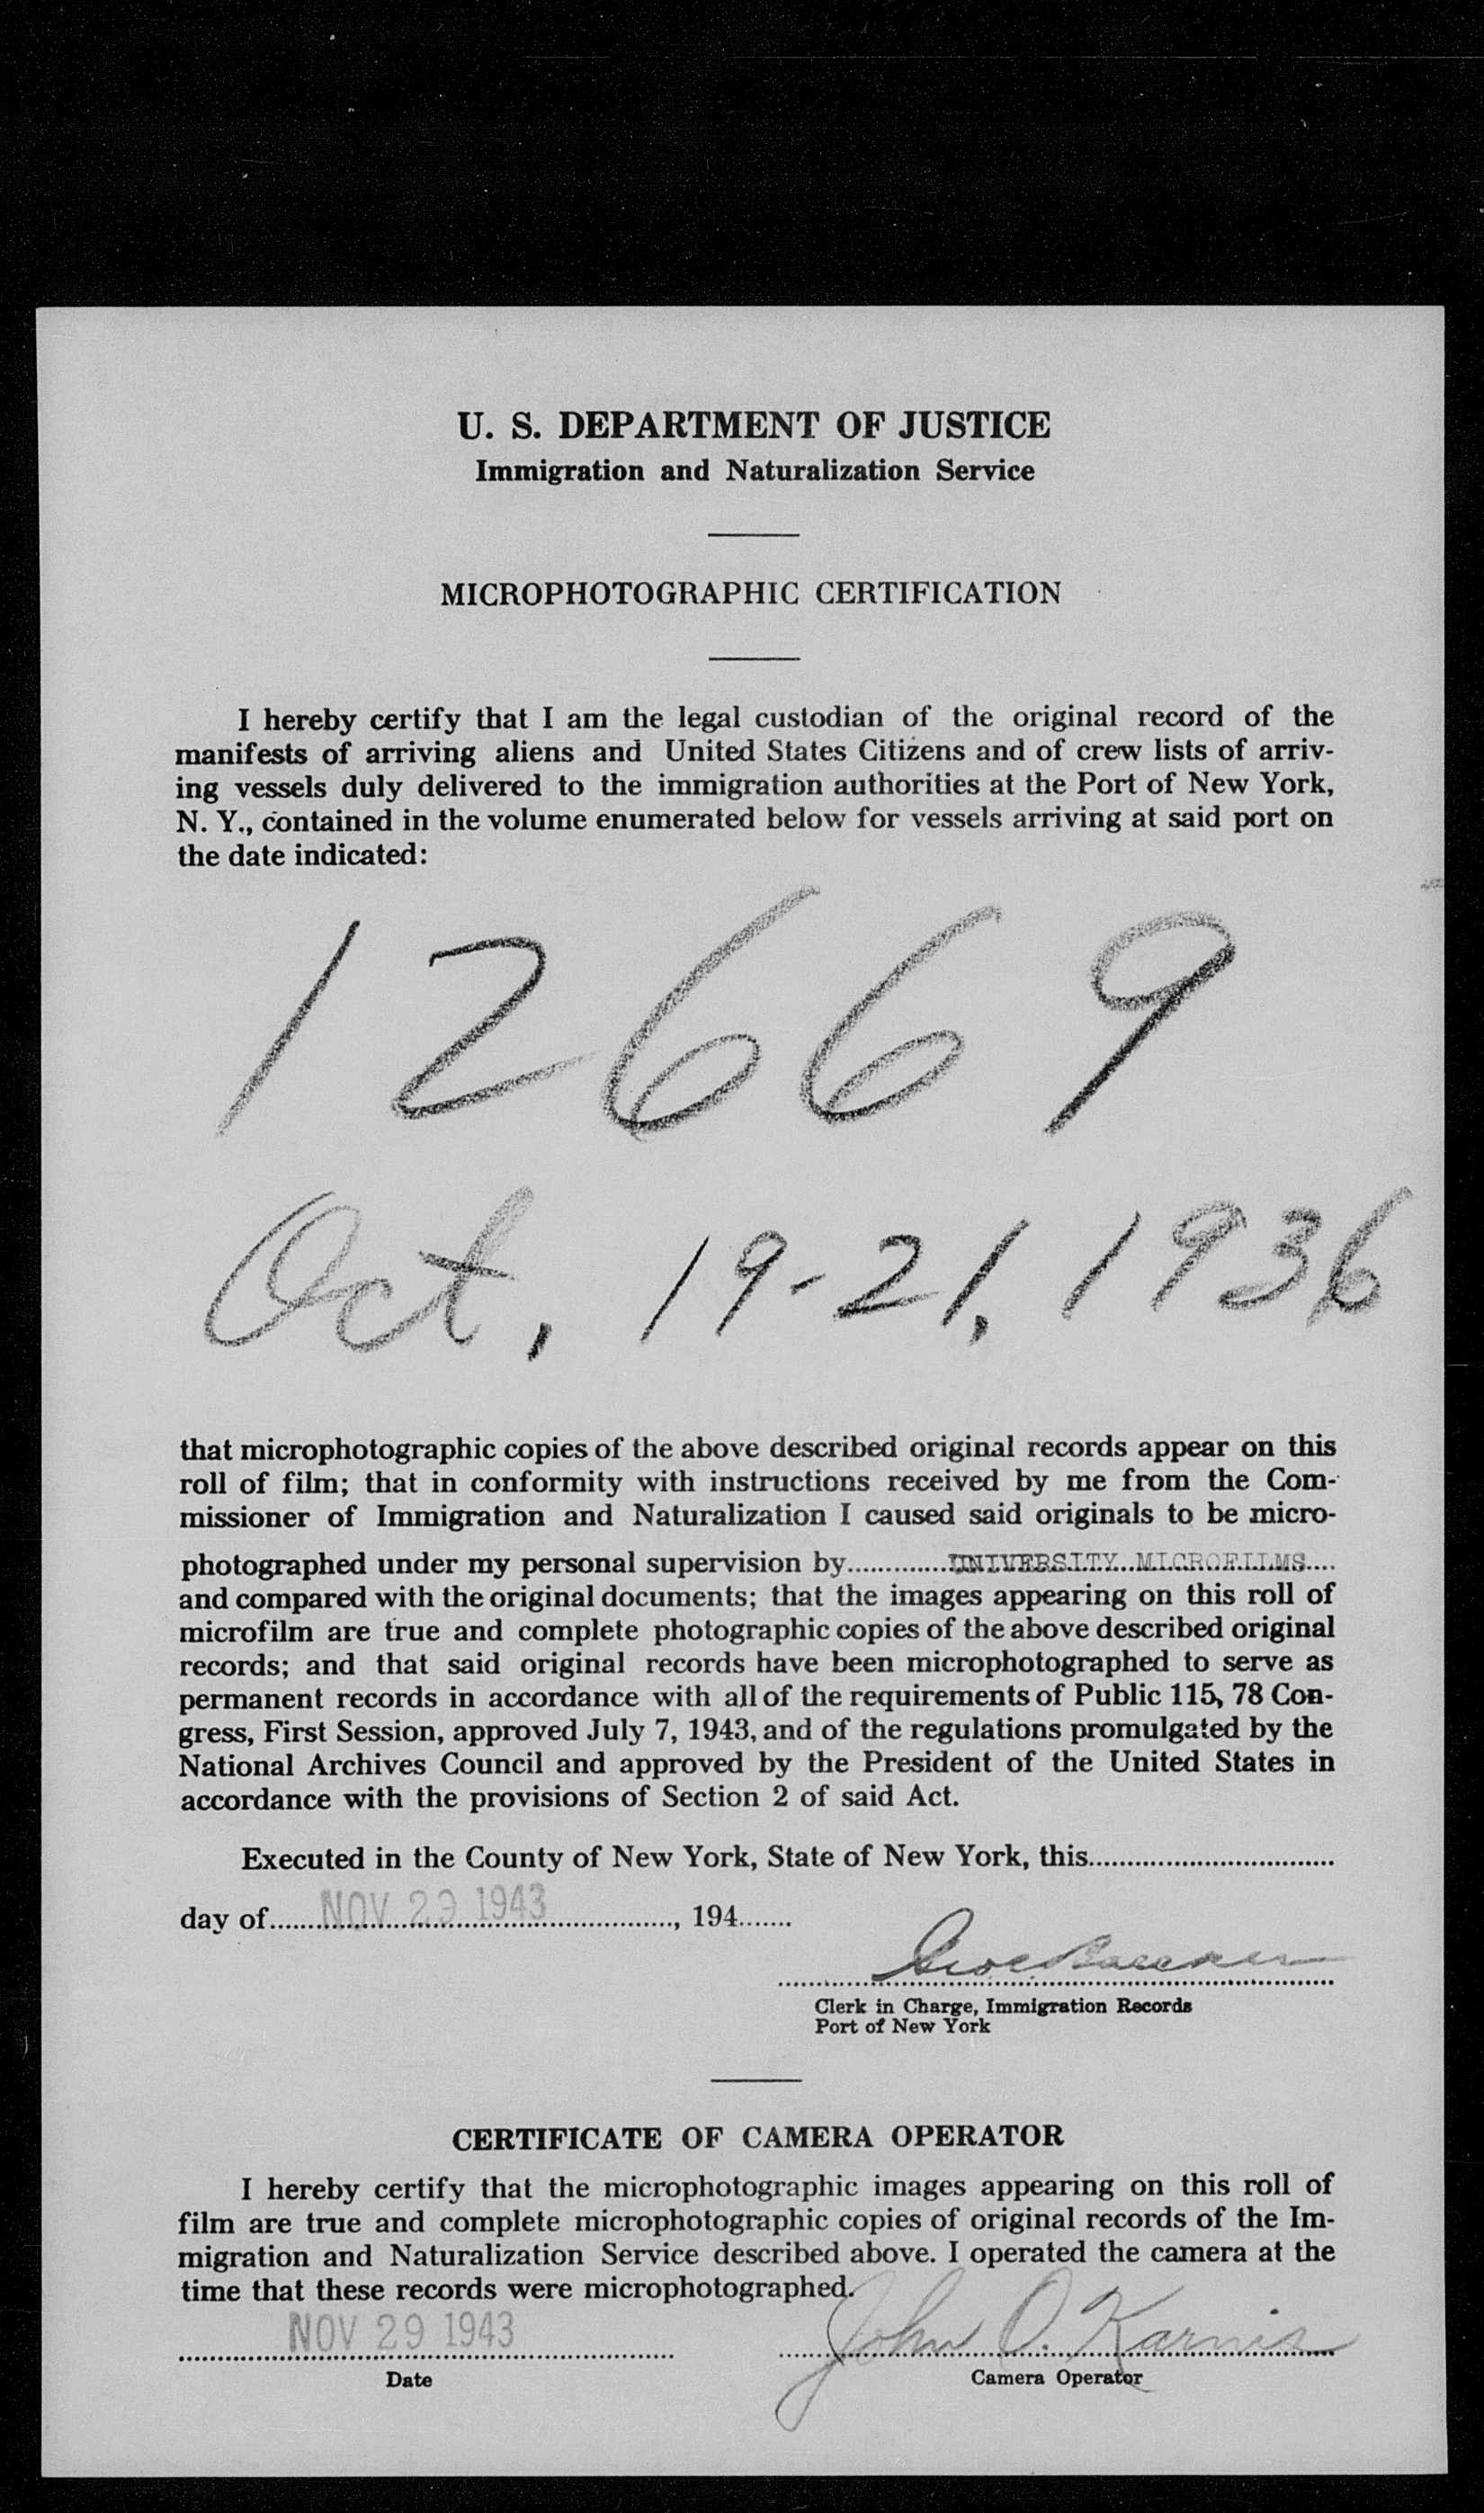 U. S. DEPARTMENT OF JUSTICE
Immigration and Naturalization Service
MICROPHOTOGRAPHIC CERTIFICATION
I hereby certify that I am the legal custodian of the original record of the
manifests of arriving aliens and United States Citizens and of crew lists of arriv-
ing vessels duly delivered to the immigration authorities at the Port of New York,
N. Y., contained in the volume enumerated below for vessels arriving at said port on
the date indicated:
12669
Oct, 19-21, 1936
that microphotographic copies of the above described original records appear on this
roll of film; that in conformity with instructions received by me from the Com-
missioner of Immigration and Naturalization I caused said originals to be micro-
photographed under my personal supervision by UNIVERSITY MICROFILMS
and compared with the original documents; that the images appearing on this roll of
microfilm are true and complete photographic copies of the above described original
records; and that said original records have been microphotographed to serve as
permanent records in accordance with all of the requirements of Public 115, 78 Con-
gress, First Session, approved July 7, 1943, and of the regulations promulgated by the
National Archives Council and approved by the President of the United States in
accordance with the provisions of Section 2 of said Act.
Executed in the County of New York, State of New York, this
day of NOV 29 1943, 194
Clerk in Charge, Immigration Records
Port of New York
CERTIFICATE OF CAMERA OPERATOR
I hereby certify that the microphotographic images appearing on this roll of
film are true and complete microphotographic copies of original records of the Im-
migration and Naturalization Service described above. I operated the camera at the
time that these records were microphotographed.
NOV 29 1943 John O. Karnis
Date Camera Operator